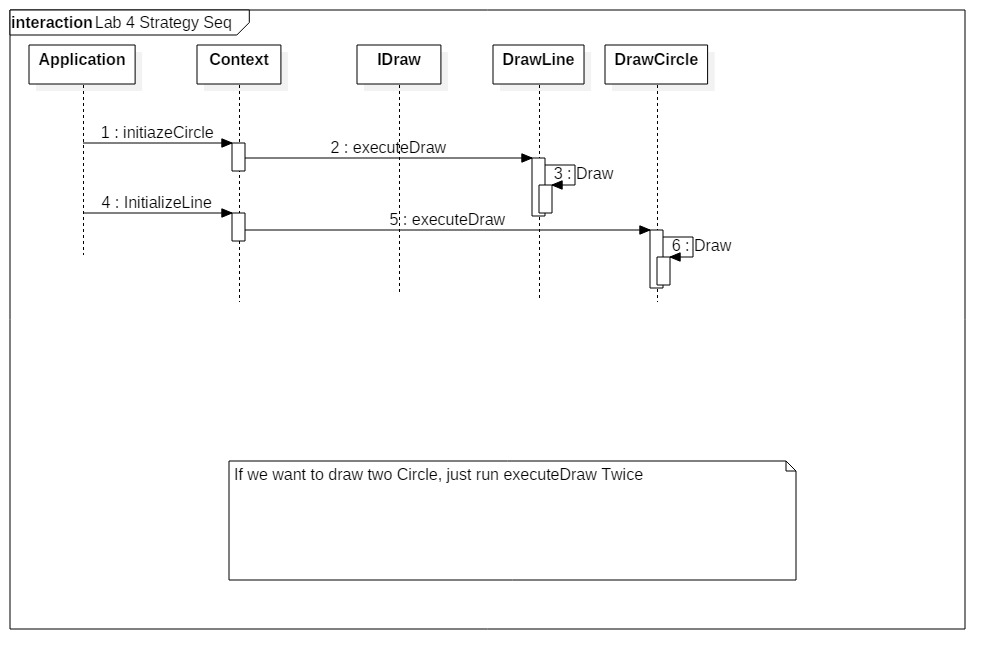 interaction Lab 4 Strategy Seq
Application
Context
IDraw
DrawLine
DrawCircle
1 : initiazeCircle
2 : executeDraw
3 : Draw
4 : InitializeLine
5 : executeDraw
6 : Draw
If we want to draw two Circle, just run executeDraw Twice